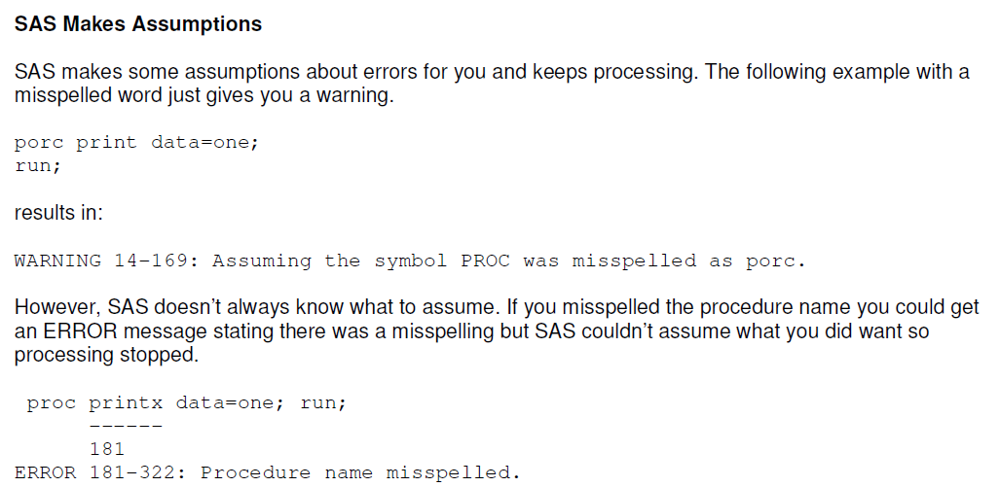 SAS Makes Assumptions
SAS makes some assumptions about errors for you and keeps processing. The following example with a
misspelled word just gives you a warning.
porc print data=one;
run;
results in:
WARNING 14-169: Assuming the symbol PROC was misspelled as porc.
However, SAS doesn't always know what to assume. If you misspelled the procedure name you could get
an ERROR message stating there was a misspelling but SAS couldn't assume what you did want so
processing stopped.
proc printx data=one; run;
------
181
ERROR 181-322: Procedure name misspelled.